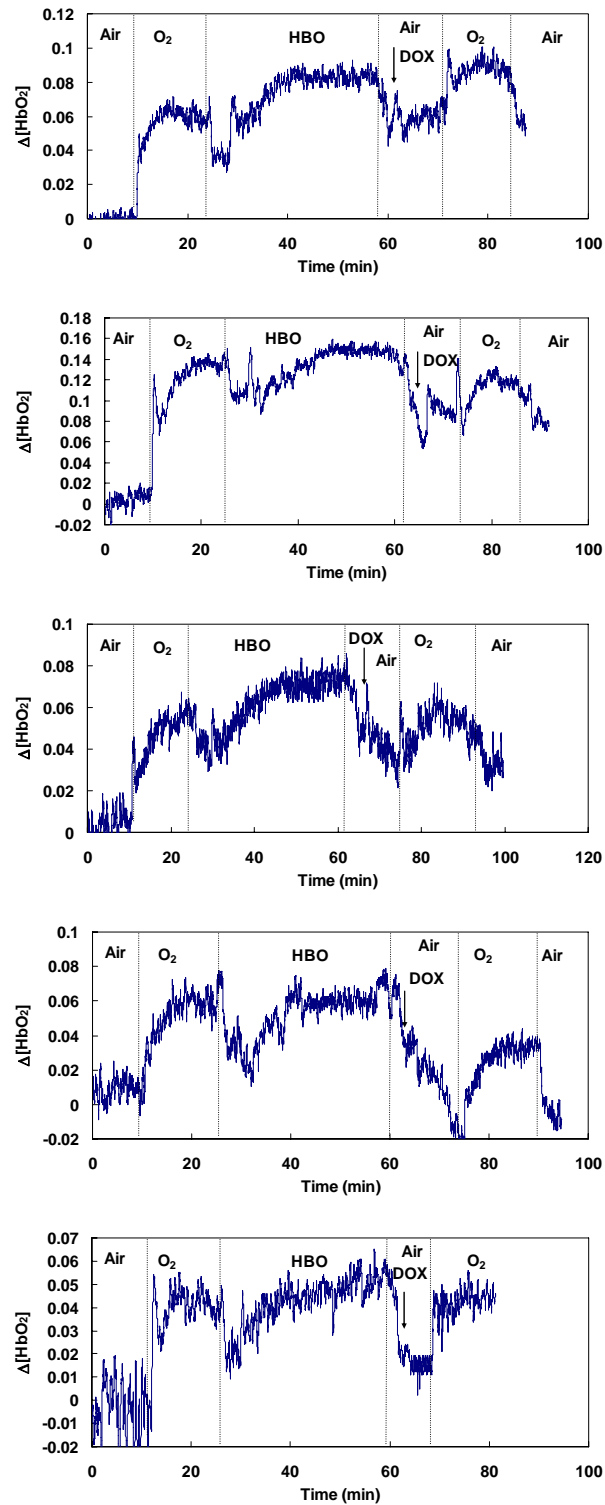 0.12
Air O₂ HBO Air O₂ Air
DOX
0.1
0.08
0.06
0.04
0.02
0
Δ[HbO₂]
0 20 40 60 80 100
Time (min)
0.18
Air O₂ HBO Air O₂ Air
DOX
0.16
0.14
0.12
0.1
0.08
0.06
0.04
0.02
0
-0.02
Δ[HbO₂]
0 20 40 60 80 100
Time (min)
0.1
Air O₂ HBO DOX O₂ Air
Air
0.08
0.06
0.04
0.02
0
Δ[HbO₂]
0 20 40 60 80 100 120
Time (min)
0.1
Air O₂ HBO Air O₂ Air
DOX
0.08
0.06
0.04
0.02
0
-0.02
Δ[HbO₂]
0 20 40 60 80 100
Time (min)
0.07
Air O₂ HBO Air O₂
DOX
0.06
0.05
0.04
0.03
0.02
0.01
0
-0.01
-0.02
Δ[HbO₂]
0 20 40 60 80 100
Time (min)